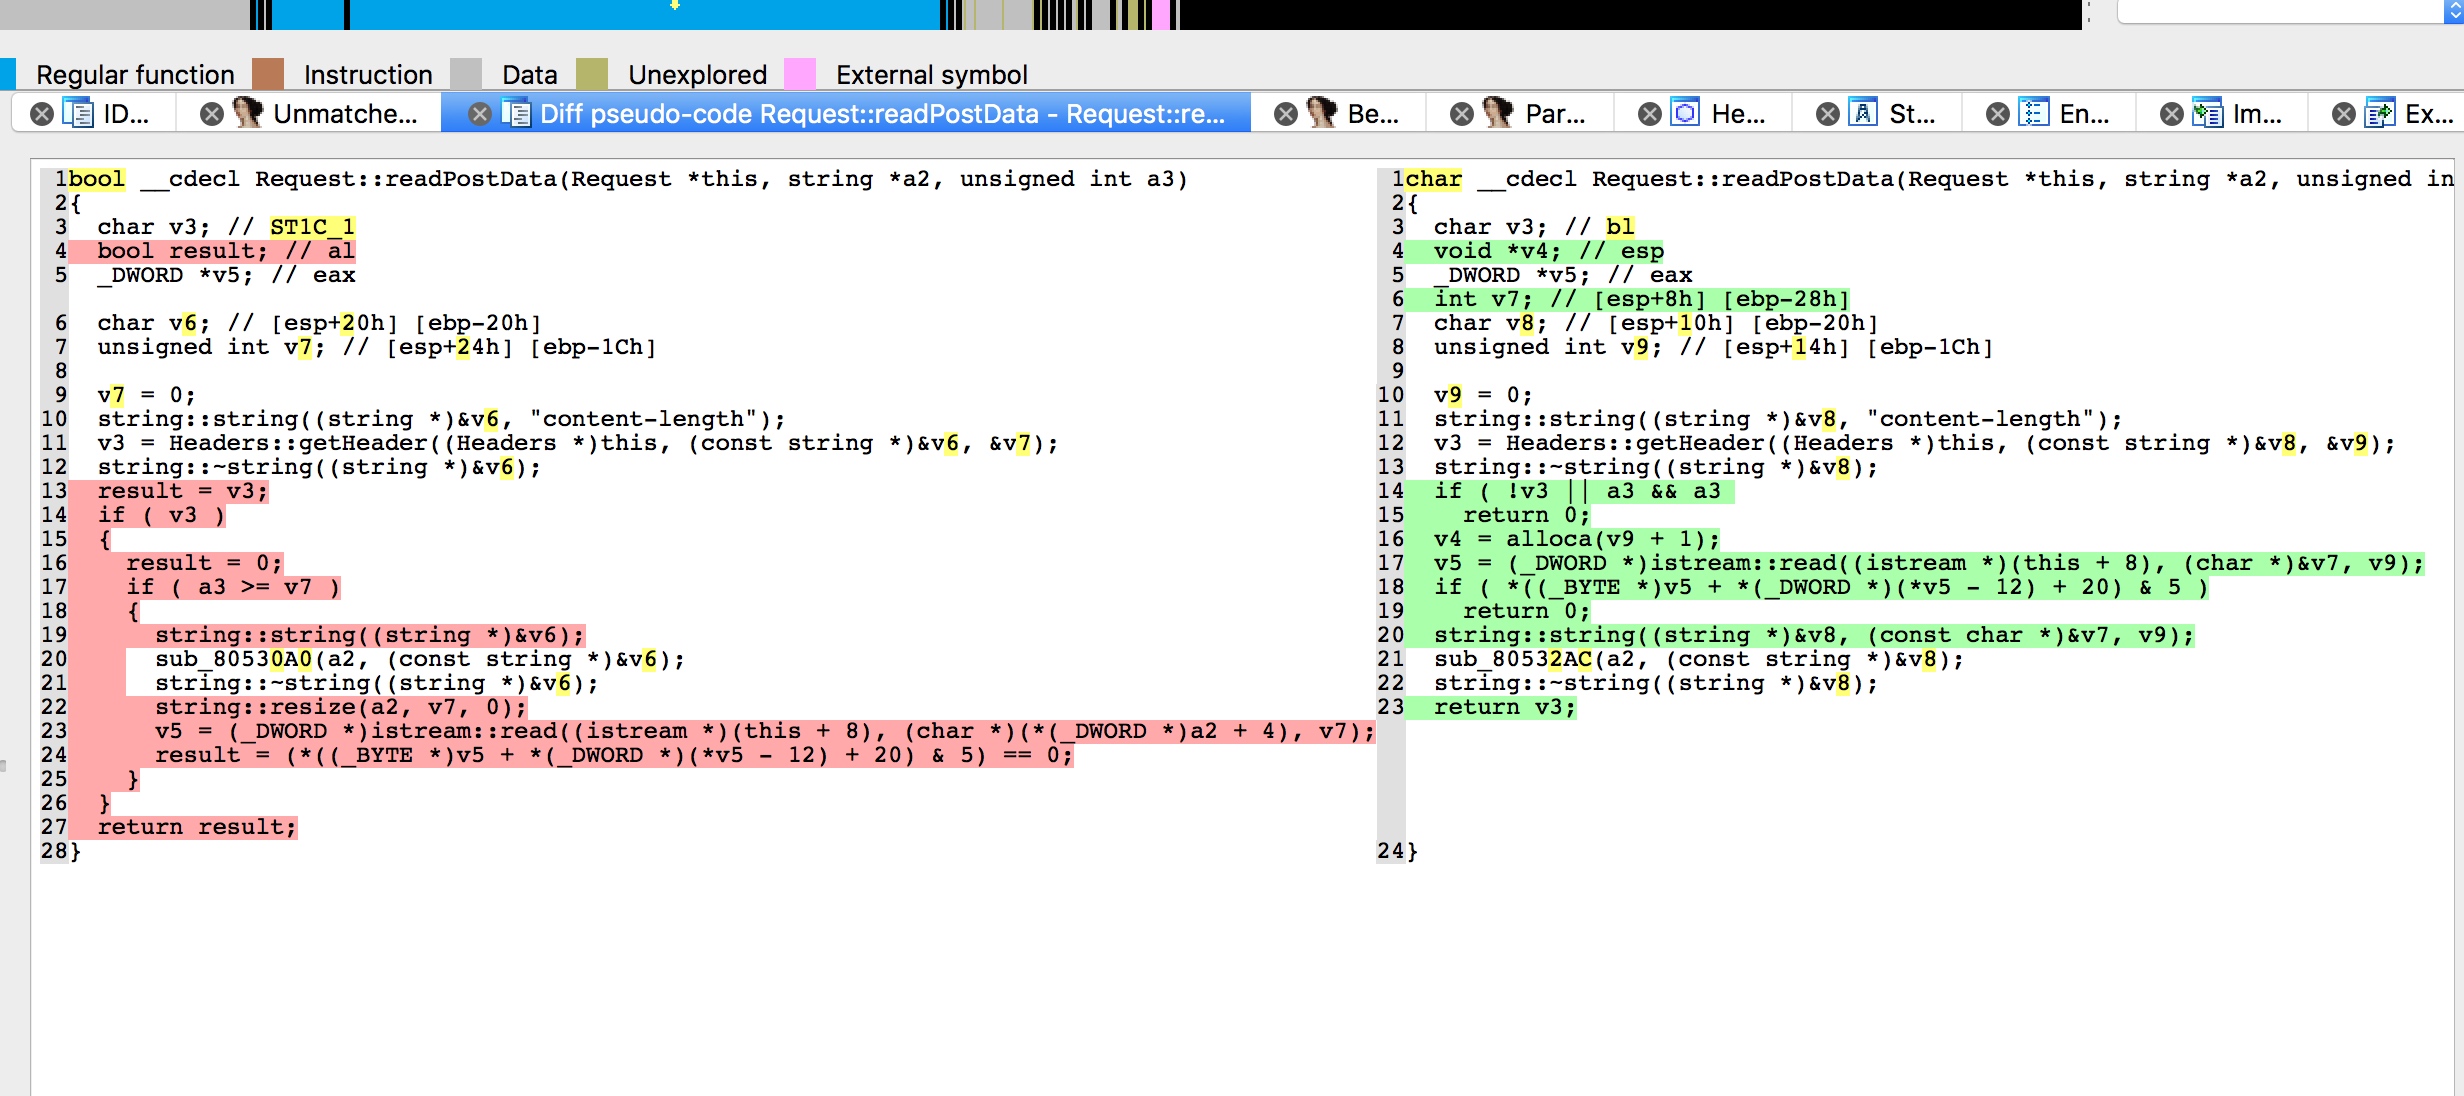 Regular function Instruction Data Unexplored External symbol
ID... Unmatche... Diff pseudo-code Request::readPostData - Request::re... Be... Par... He... St... En... Im... Ex...
1 bool __cdecl Request::readPostData(Request *this, string *a2, unsigned int a3)
2 {
3   char v3; // ST1C_1
4   bool result; // al
5   _DWORD *v5; // eax
6   char v6; // [esp+20h] [ebp-20h]
7   unsigned int v7; // [esp+24h] [ebp-1Ch]
8
9   v7 = 0;
10   string::string((string *)&v6, "content-length");
11   v3 = Headers::getHeader((Headers *)this, (const string *)&v6, &v7);
12   string::~string((string *)&v6);
13   result = v3;
14   if ( v3 )
15   {
16     result = 0;
17     if ( a3 >= v7 )
18     {
19       string::string((string *)&v6);
20       sub_80530A0(a2, (const string *)&v6);
21       string::~string((string *)&v6);
22       string::resize(a2, v7, 0);
23       v5 = (_DWORD *)istream::read((istream *)(this + 8), (char *)(*(_DWORD *)a2 + 4), v7);
24       result = (*((_BYTE *)v5 + *(_DWORD *)(*v5 - 12) + 20) & 5) == 0;
25     }
26   }
27   return result;
28 }
1 char __cdecl Request::readPostData(Request *this, string *a2, unsigned in
2 {
3   char v3; // bl
4   void *v4; // esp
5   _DWORD *v5; // eax
6   int v7; // [esp+8h] [ebp-28h]
7   char v8; // [esp+10h] [ebp-20h]
8   unsigned int v9; // [esp+14h] [ebp-1Ch]
9
10   v9 = 0;
11   string::string((string *)&v8, "content-length");
12   v3 = Headers::getHeader((Headers *)this, (const string *)&v8, &v9);
13   string::~string((string *)&v8);
14   if ( !v3 || a3 && a3
15     return 0;
16   v4 = alloca(v9 + 1);
17   v5 = (_DWORD *)istream::read((istream *)(this + 8), (char *)&v7, v9);
18   if ( *((_BYTE *)v5 + *(_DWORD *)(*v5 - 12) + 20) & 5 )
19     return 0;
20   string::string((string *)&v8, (const char *)&v7, v9);
21   sub_80532AC(a2, (const string *)&v8);
22   string::~string((string *)&v8);
23   return v3;
24 }